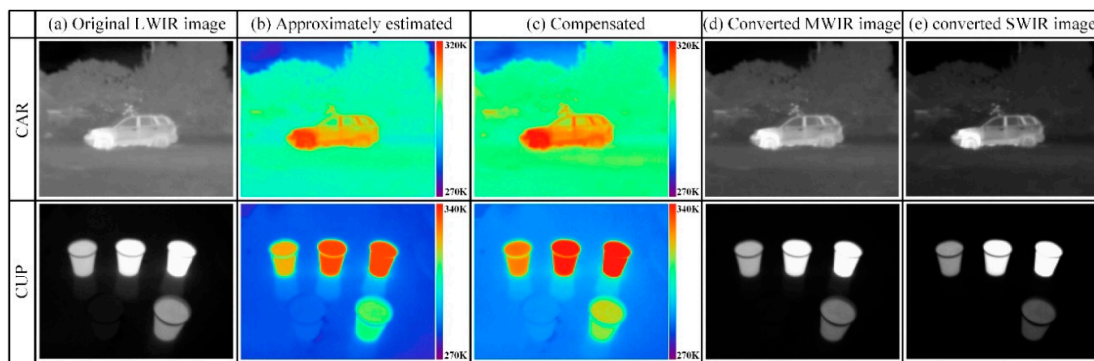 (a) Original LWIR image
(b) Approximately estimated
(c) Compensated
(d) Converted MWIR image
(e) converted SWIR image
CAR
320K
270K
320K
270K
CUP
340K
270K
340K
270K